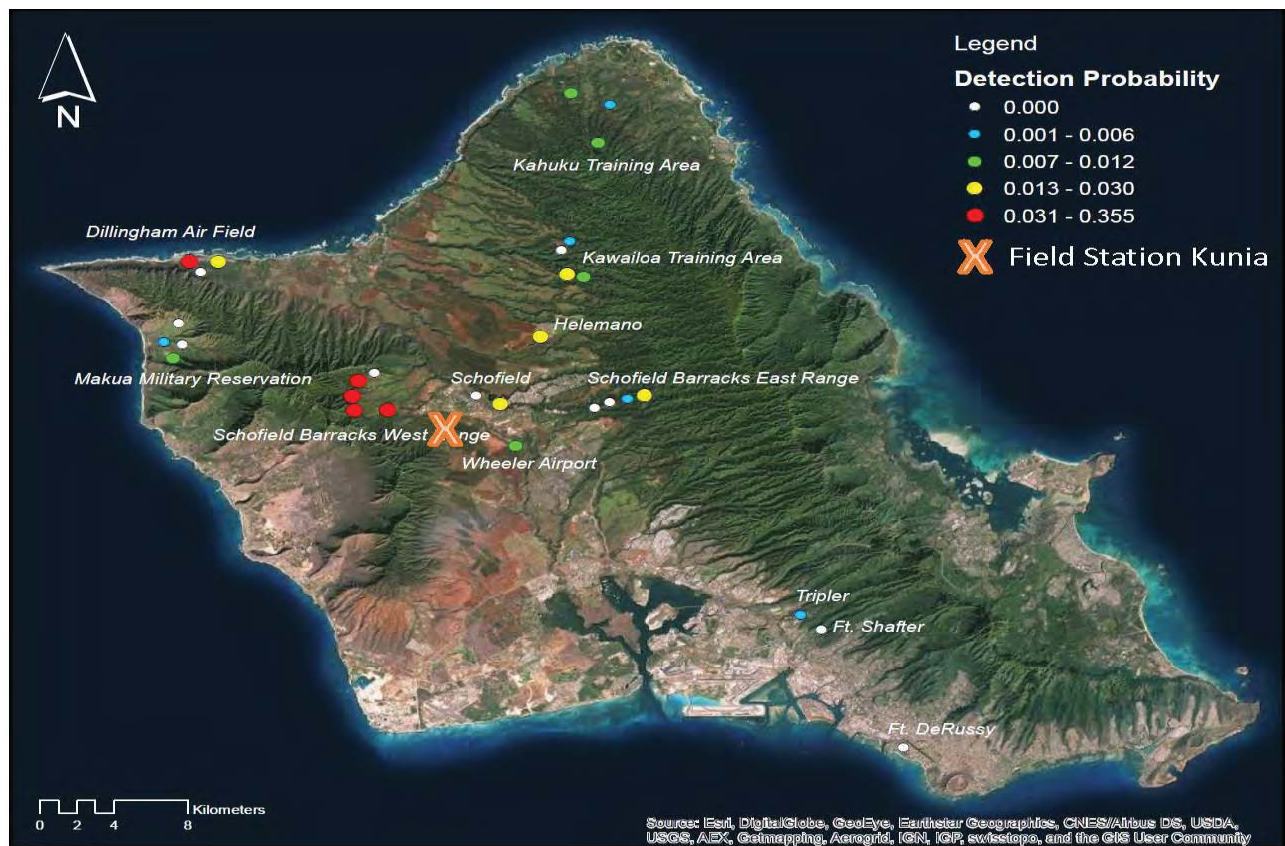 N
Legend
Detection Probability
0.000
0.001 - 0.006
0.007 - 0.012
0.013 - 0.030
0.031 - 0.355
X Field Station Kunia
Kahuku Training Area
Dillingham Air Field
Kawailoa Training Area
Helemano
Makua Military Reservation
Schofield
Schofield Barracks East Range
Schofield Barracks West X nge
Wheeler Airport
Tripler
Ft. Shafter
Ft. DeRussy
Kilometers
0 2 4 8
Source: Esri, DigitalGlobe, GeoEye, Earthstar Geographics, CNES/Airbus DS, USDA,
USGS, AEX, Getmapping, Aerogrid, IGN, IGP, swisstopo, and the GIS User Community